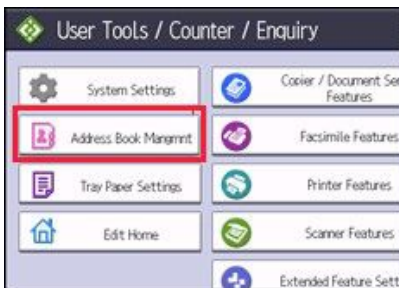 User Tools / Counter / Enquiry
System Settings
Copier / Document Ser
Features
Address Book Mangmnt
Facsimile Features
Tray Paper Settings
Printer Features
Edit Home
Scanner Features
Extended Feature Sett